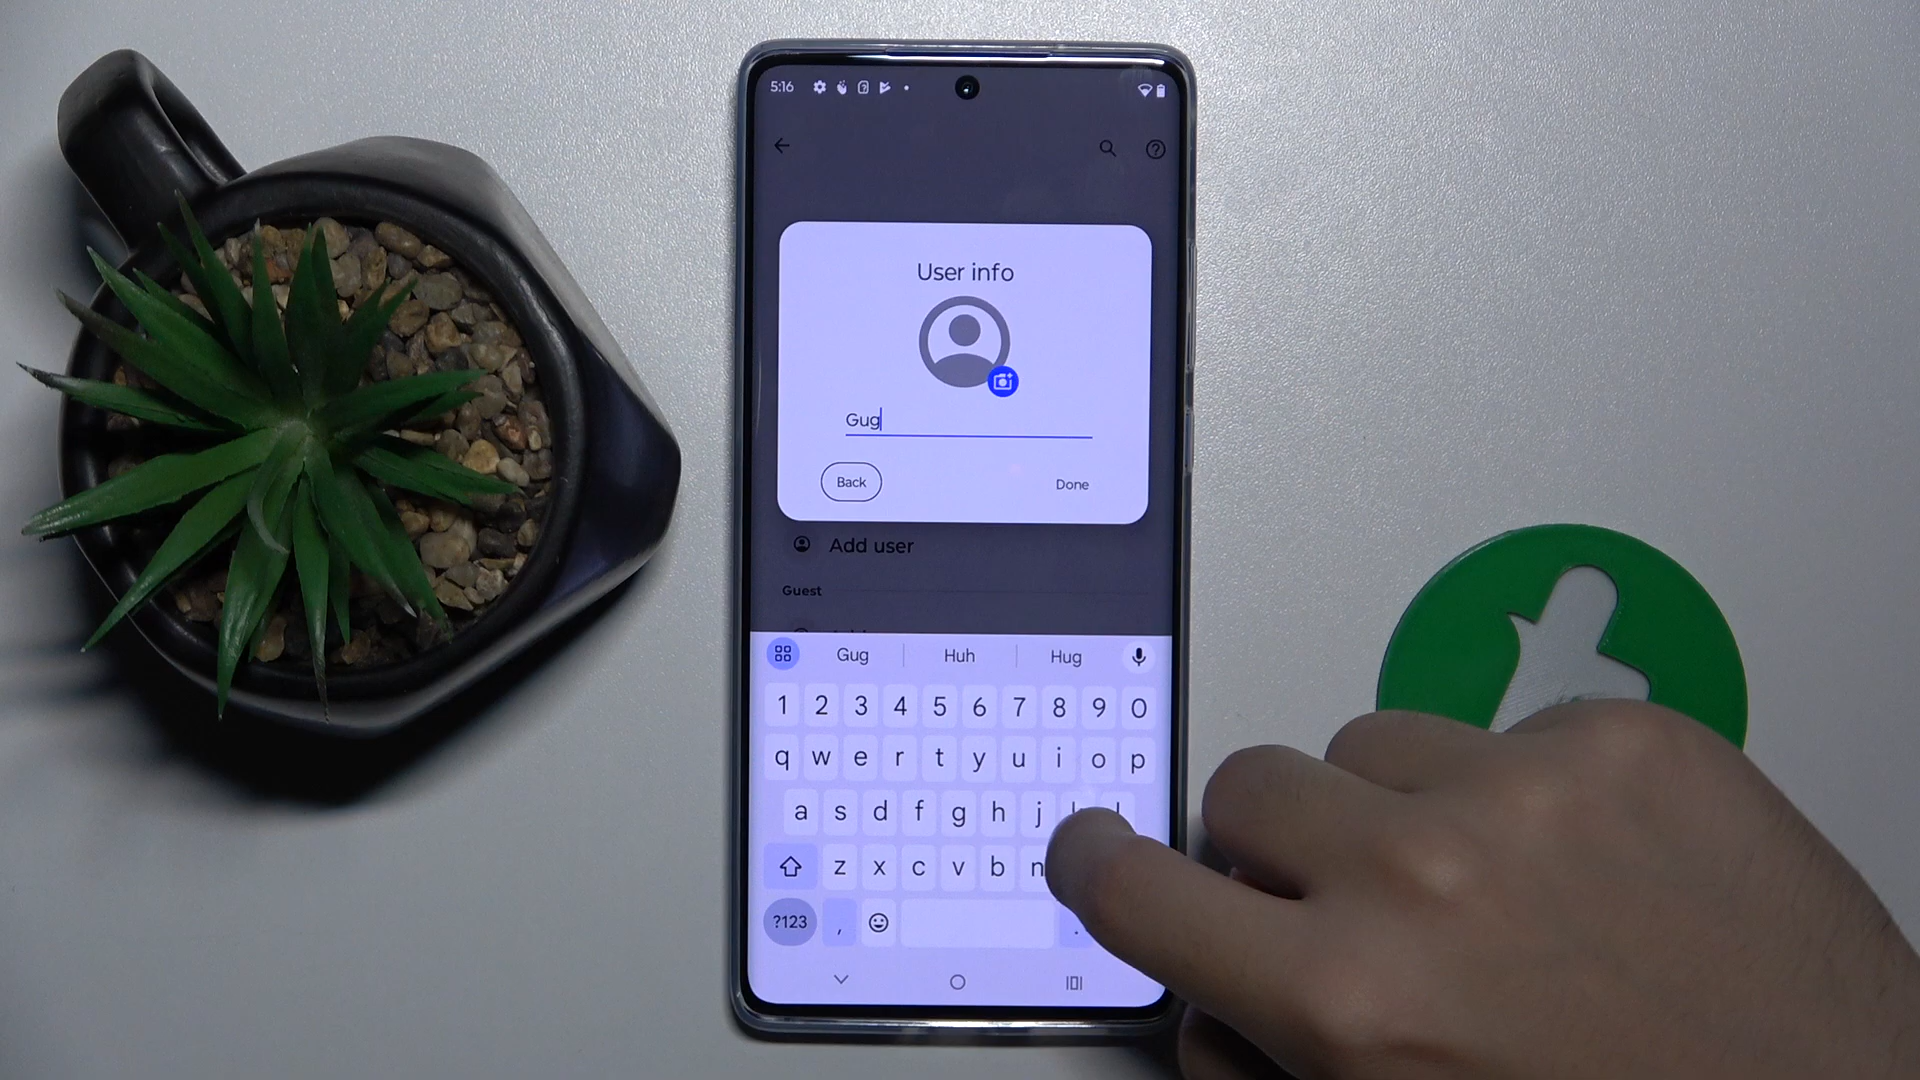 5:16
User info
Gug
Back
Done
Add user
Guest
Gug Huh Hug
1 2 3 4 5 6 7 8 9 0
q w e r t y u i o p
a s d f g h j
z x c v b n
?123 , .